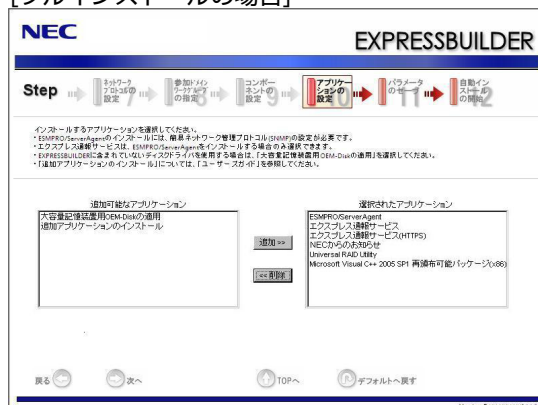 [フルインストールの場合]
NEC
EXPRESSBUILDER
Step
ネットワーク
プロトコルの
設定 7
参加ドメイン
ワークグループ
の指定 8
コンポー
ネントの
設定 9
アプリケー
ションの
設定 10
パラメータ
のセーブ 11
自動イン
ストール
の開始 12
インストールするアプリケーションを選択してください。
・ESMPRO/ServerAgentのインストールには、簡易ネットワーク管理プロトコル(SNMP)の設定が必要です。
・エクスプレス通報サービスは、ESMPRO/ServerAgentをインストールする場合のみ選択できます。
・EXPRESSBUILDERに含まれていないディスクドライバを使用する場合は、「大容量記憶装置用OEM-Diskの適用」を選択してください。
・「追加アプリケーションのインストール」については、「ユーザーズガイド」を参照してください。
追加可能なアプリケーション
大容量記憶装置用OEM-Diskの適用
追加アプリケーションのインストール
追加 >>
<< 削除
選択されたアプリケーション
ESMPRO/ServerAgent
エクスプレス通報サービス
エクスプレス通報サービス(HTTPS)
NECからのお知らせ
Universal RAID Utility
Microsoft Visual C++ 2005 SP1 再頒布可能パッケージ(x86)
戻る
次へ
TOPへ
デフォルトへ戻す